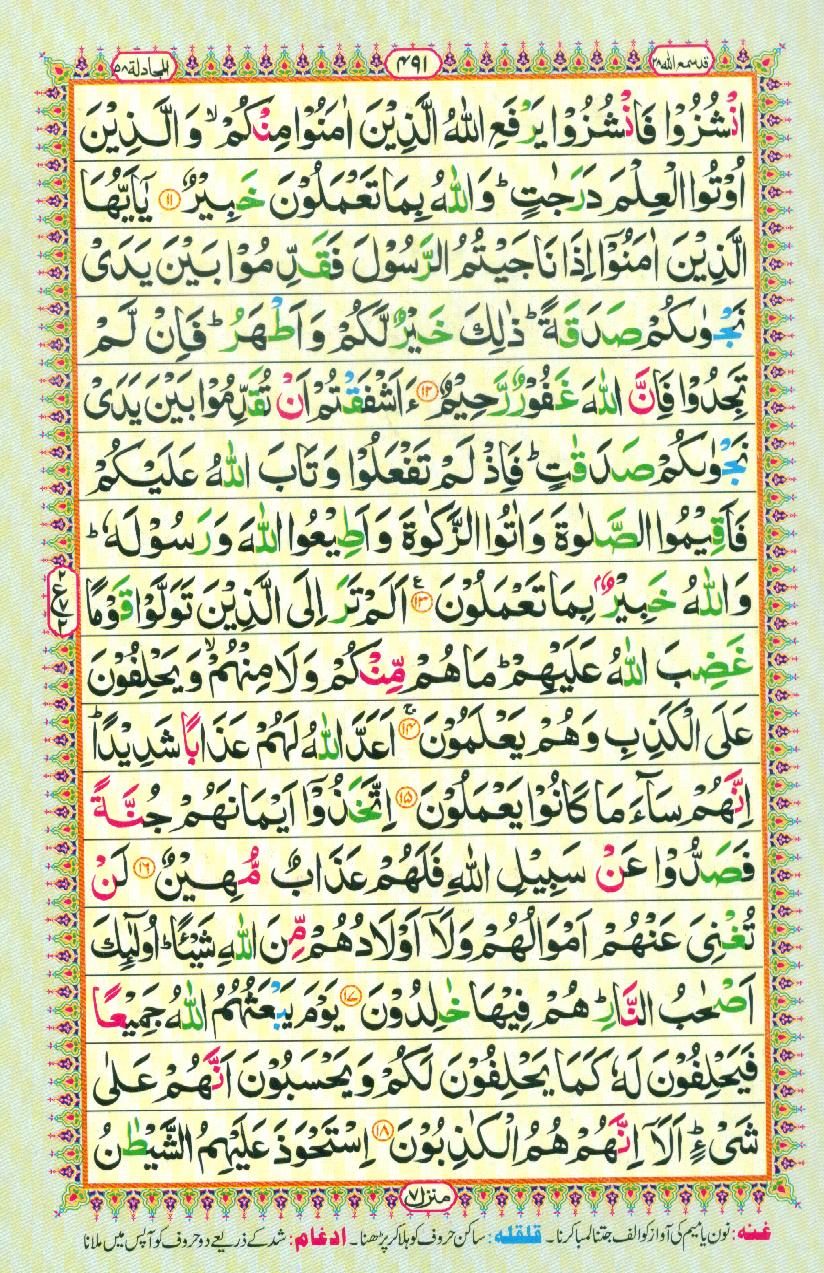 قد سمع الله ٢٨
٤٩١
المجادلة ٥٨
انْشُزُوْا فَانْشُزُوْا يَرْفَعِ اللّٰهُ الَّذِيْنَ اٰمَنُوْا مِنْكُمْ ۙ وَالَّذِيْنَ
اُوْتُوا الْعِلْمَ دَرَجٰتٍ ؕ وَاللّٰهُ بِمَا تَعْمَلُوْنَ خَبِيْرٌ ﴿۱۱﴾ يٰۤاَيُّهَا
الَّذِيْنَ اٰمَنُوْۤا اِذَا نَاجَيْتُمُ الرَّسُوْلَ فَقَدِّمُوْا بَيْنَ يَدَىْ
نَجْوٰىكُمْ صَدَقَةً ؕ ذٰلِكَ خَيْرٌ لَّكُمْ وَاَطْهَرُ ؕ فَاِنْ لَّمْ
تَجِدُوْا فَاِنَّ اللّٰهَ غَفُوْرٌ رَّحِيْمٌ ﴿۱۲﴾ ءَاَشْفَقْتُمْ اَنْ تُقَدِّمُوْا بَيْنَ يَدَىْ
نَجْوٰىكُمْ صَدَقٰتٍ ؕ فَاِذْ لَمْ تَفْعَلُوْا وَتَابَ اللّٰهُ عَلَيْكُمْ
فَاَقِيْمُوا الصَّلٰوةَ وَاٰتُوا الزَّكٰوةَ وَاَطِيْعُوا اللّٰهَ وَرَسُوْلَهٗ ؕ
وَاللّٰهُ خَبِيْرٌۢ بِمَا تَعْمَلُوْنَ ﴿۱۳﴾ اَلَمْ تَرَ اِلَى الَّذِيْنَ تَوَلَّوْا قَوْمًا
غَضِبَ اللّٰهُ عَلَيْهِمْ ؕ مَا هُمْ مِّنْكُمْ وَلَا مِنْهُمْ ۙ وَيَحْلِفُوْنَ
عَلَى الْكَذِبِ وَهُمْ يَعْلَمُوْنَ ﴿۱۴﴾ اَعَدَّ اللّٰهُ لَهُمْ عَذَابًا شَدِيْدًا ؕ
اِنَّهُمْ سَآءَ مَا كَانُوْا يَعْمَلُوْنَ ﴿۱۵﴾ اِتَّخَذُوْۤا اَيْمَانَهُمْ جُنَّةً
فَصَدُّوْا عَنْ سَبِيْلِ اللّٰهِ فَلَهُمْ عَذَابٌ مُّهِيْنٌ ﴿۱۶﴾ لَنْ
تُغْنِىَ عَنْهُمْ اَمْوَالُهُمْ وَلَاۤ اَوْلَادُهُمْ مِّنَ اللّٰهِ شَيْـًٔا ؕ اُولٰٓئِكَ
اَصْحٰبُ النَّارِ ؕ هُمْ فِيْهَا خٰلِدُوْنَ ﴿۱۷﴾ يَوْمَ يَبْعَثُهُمُ اللّٰهُ جَمِيْعًا
فَيَحْلِفُوْنَ لَهٗ كَمَا يَحْلِفُوْنَ لَكُمْ وَيَحْسَبُوْنَ اَنَّهُمْ عَلٰى
شَىْءٍ ؕ اَلَاۤ اِنَّهُمْ هُمُ الْكٰذِبُوْنَ ﴿۱۸﴾ اِسْتَحْوَذَ عَلَيْهِمُ الشَّيْطٰنُ
منزل ٧
غنه: نون یا میم کی آواز کو الف جتنا لمبا کرنا۔ قلقله: ساکن حروف کو ہلا کر پڑھنا۔ ادغام: شد کے ذریعے دو حروف کو آپس میں ملانا